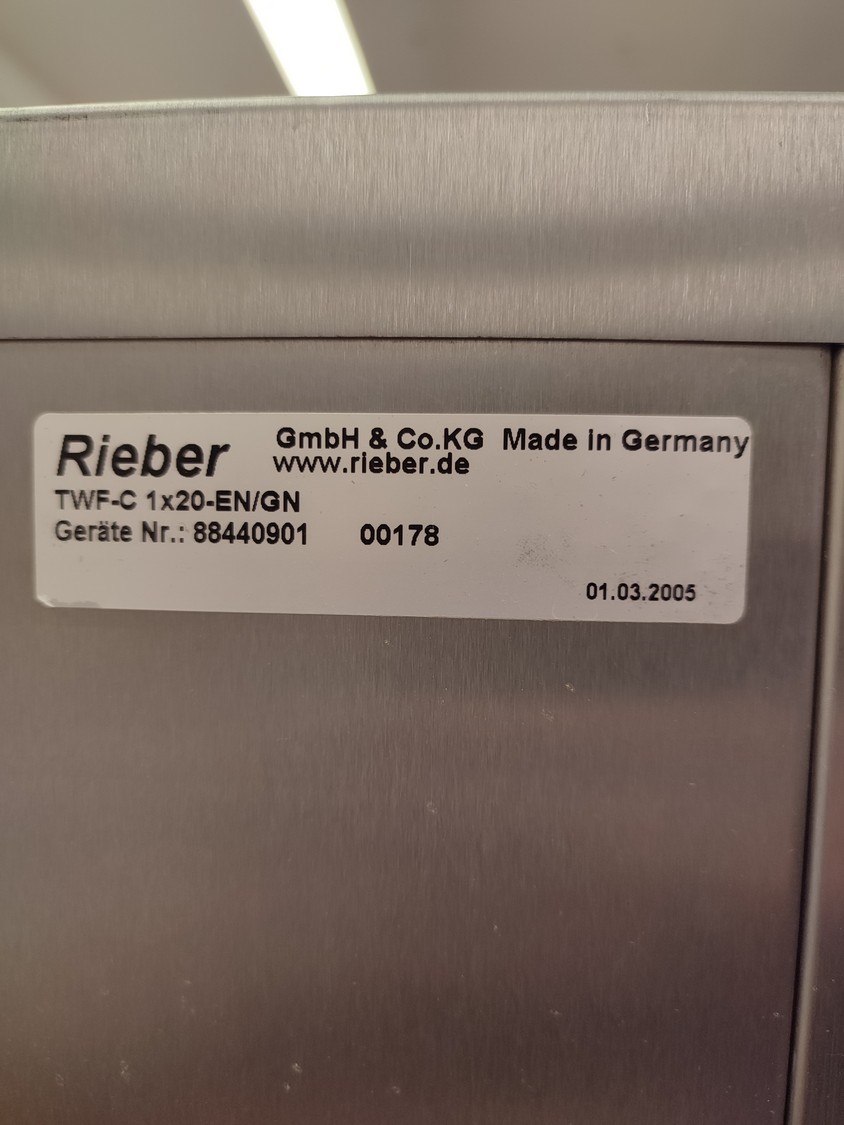 Rieber GmbH & Co.KG Made in Germany
www.rieber.de
TWF-C 1x20-EN/GN
Geräte Nr.: 88440901 00178
01.03.2005